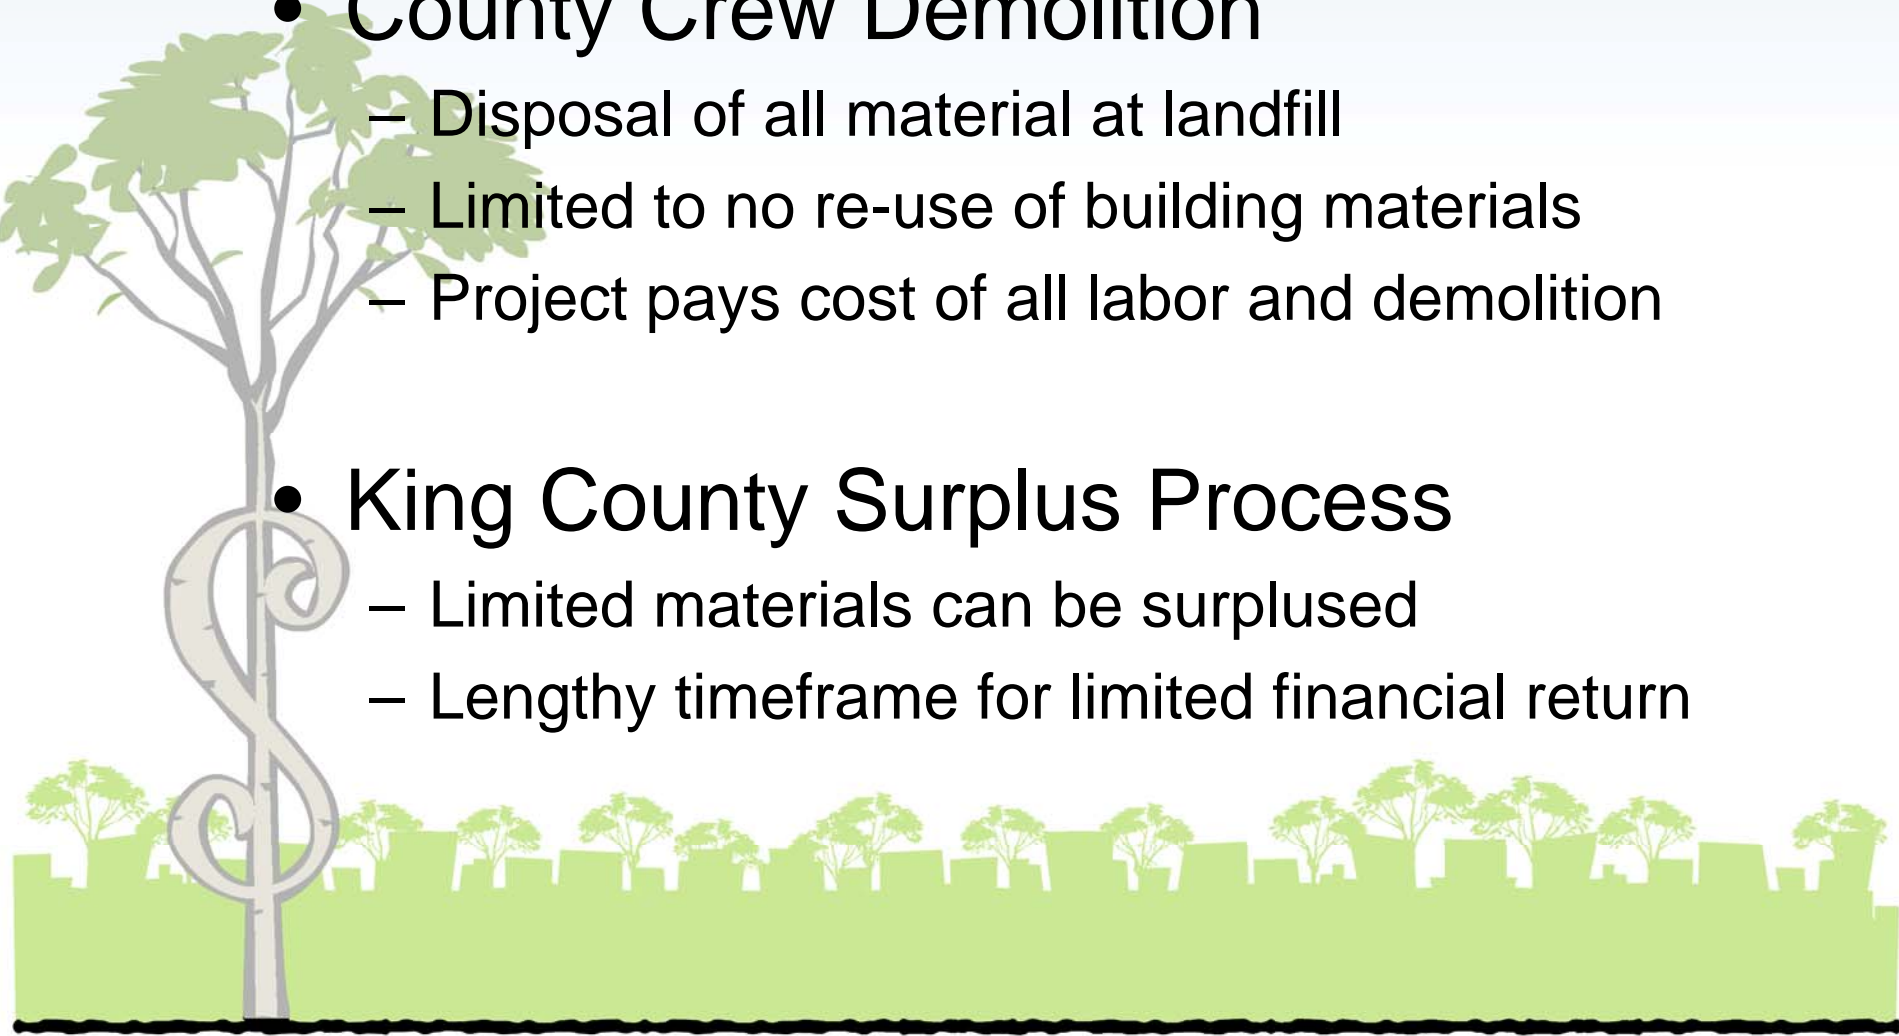 • County Crew Demolition
– Disposal of all material at landfill
– Limited to no re-use of building materials
– Project pays cost of all labor and demolition
• King County Surplus Process
– Limited materials can be surplused
– Lengthy timeframe for limited financial return